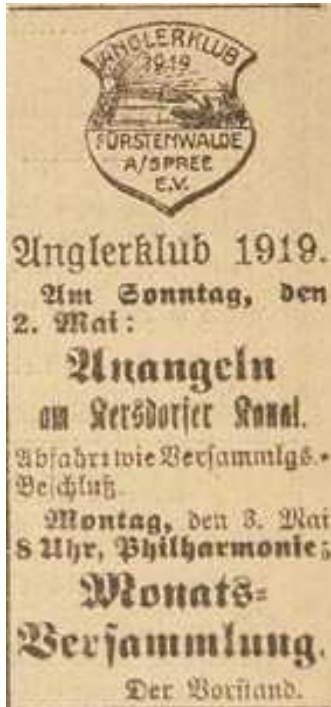 ANGLERKLUB
1919
FÜRSTENWALDE
A/SPREE
E.V.
Anglerklub 1919.
Am Sonntag, den
2. Mai:
Anangeln
am Kersdorfer Kanal.
Abfahrt wie Versammlgs.-
Beschluß.
Montag, den 3. Mai
8 Uhr, Philharmonie:
Monats-
Versammlung.
Der Vorstand.